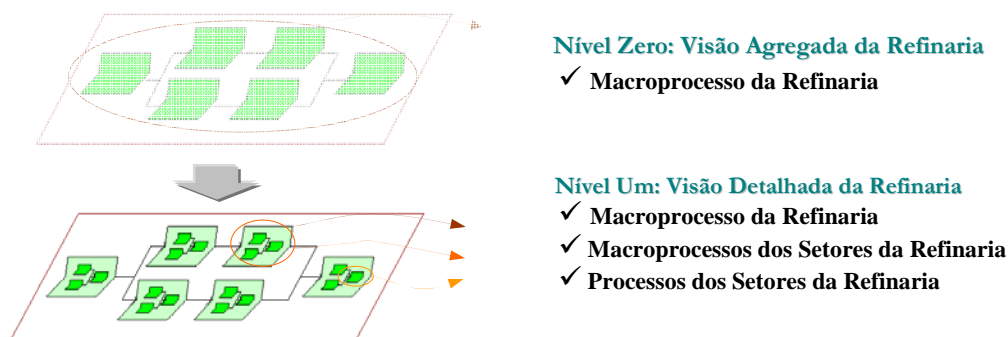 Nível Zero: Visão Agregada da Refinaria
✓ Macroprocesso da Refinaria
Nível Um: Visão Detalhada da Refinaria
✓ Macroprocesso da Refinaria
✓ Macroprocessos dos Setores da Refinaria
✓ Processos dos Setores da Refinaria